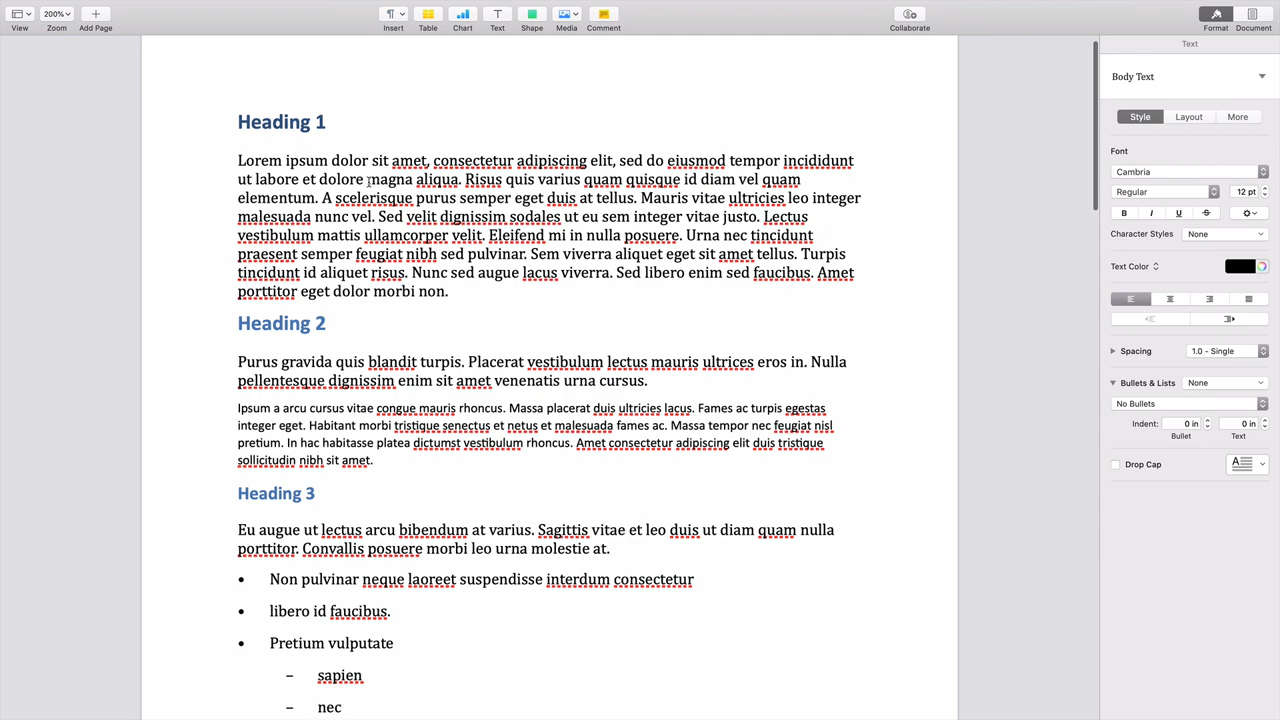 View
200%
Zoom
Add Page
Insert
Table
Chart
Text
Shape
Media
Comment
Collaborate
Format
Document
Heading 1
Lorem ipsum dolor sit amet, consectetur adipiscing elit, sed do eiusmod tempor incididunt
ut labore et dolore magna aliqua. Risus quis varius quam quisque id diam vel quam
elementum. A scelerisque purus semper eget duis at tellus. Mauris vitae ultricies leo integer
malesuada nunc vel. Sed velit dignissim sodales ut eu sem integer vitae justo. Lectus
vestibulum mattis ullamcorper velit. Eleifend mi in nulla posuere. Urna nec tincidunt
praesent semper feugiat nibh sed pulvinar. Sem viverra aliquet eget sit amet tellus. Turpis
tincidunt id aliquet risus. Nunc sed augue lacus viverra. Sed libero enim sed faucibus. Amet
porttitor eget dolor morbi non.
Heading 2
Purus gravida quis blandit turpis. Placerat vestibulum lectus mauris ultrices eros in. Nulla
pellentesque dignissim enim sit amet venenatis urna cursus.
Ipsum a arcu cursus vitae congue mauris rhoncus. Massa placerat duis ultricies lacus. Fames ac turpis egestas
integer eget. Habitant morbi tristique senectus et netus et malesuada fames ac. Massa tempor nec feugiat nisl
pretium. In hac habitasse platea dictumst vestibulum rhoncus. Amet consectetur adipiscing elit duis tristique
sollicitudin nibh sit amet.
Heading 3
Eu augue ut lectus arcu bibendum at varius. Sagittis vitae et leo duis ut diam quam nulla
porttitor. Convallis posuere morbi leo urna molestie at.
• Non pulvinar neque laoreet suspendisse interdum consectetur
• libero id faucibus.
• Pretium vulputate
– sapien
– nec
Text
Body Text
Style
Layout
More
Font
Cambria
Regular
12 pt
B I U S
Character Styles
None
Text Color
Spacing
1.0 - Single
Bullets & Lists
None
No Bullets
Indent:
0 in
0 in
Bullet
Text
Drop Cap